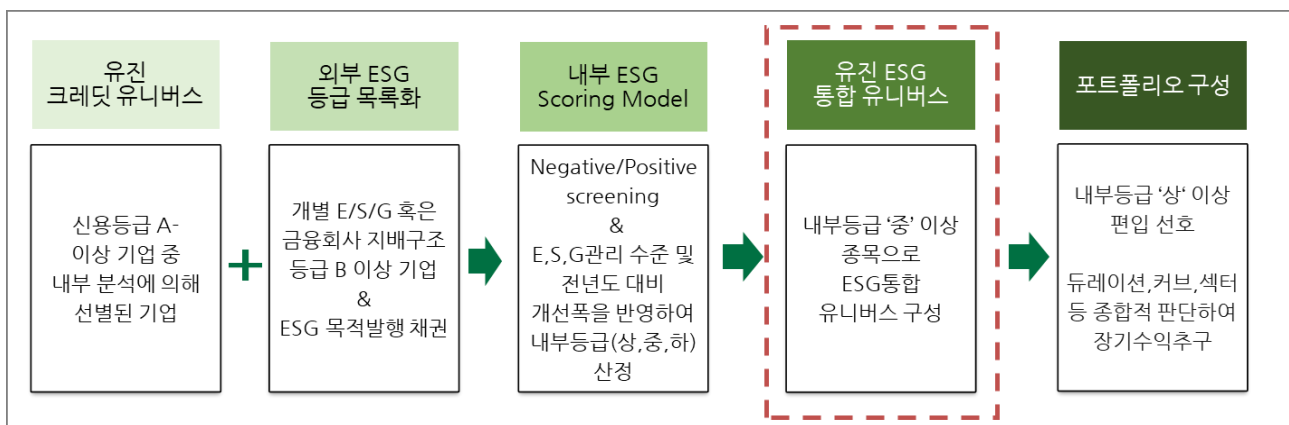 유진
크레딧 유니버스
외부 ESG
등급 목록화
내부 ESG
Scoring Model
유진 ESG
통합 유니버스
포트폴리오 구성
신용등급 A-
이상 기업 중
내부 분석에 의해
선별된 기업
+
개별 E/S/G 혹은
금융회사 지배구조
등급 B 이상 기업
&
ESG 목적발행 채권
Negative/Positive
screening
&
E,S,G관리 수준 및
전년도 대비
개선폭을 반영하여
내부등급(상,중,하)
산정
내부등급 ‘중’ 이상
종목으로
ESG통합
유니버스 구성
내부등급 ‘상‘ 이상
편입 선호
듀레이션,커브,섹터
등 종합적 판단하여
장기수익추구